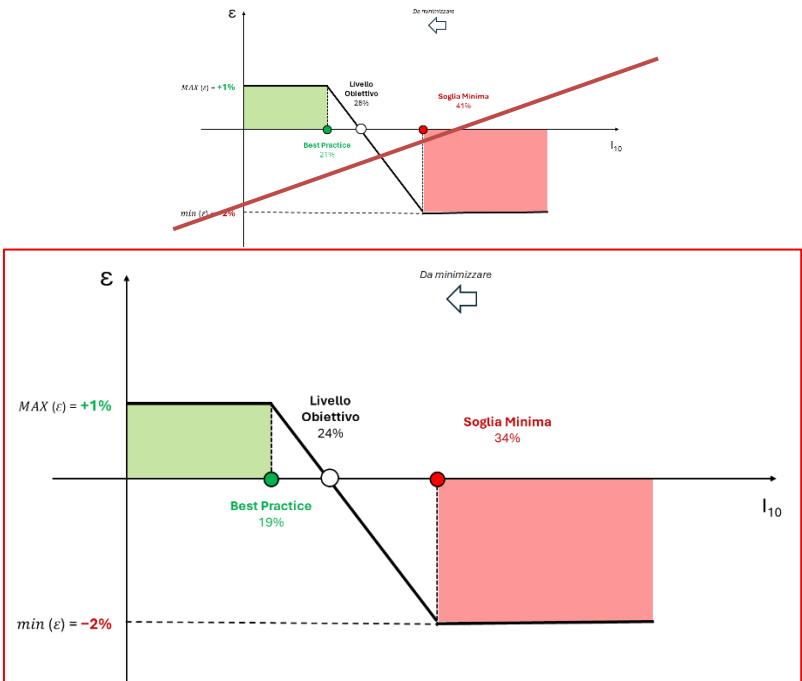 ε
Da minimizzare
MAX (ε) = +1%
Livello
Obiettivo
28%
Soglia Minima
41%
Best Practice
21%
I10
min (ε) = −2%
ε
Da minimizzare
MAX (ε) = +1%
Livello
Obiettivo
24%
Soglia Minima
34%
Best Practice
19%
I10
min (ε) = −2%